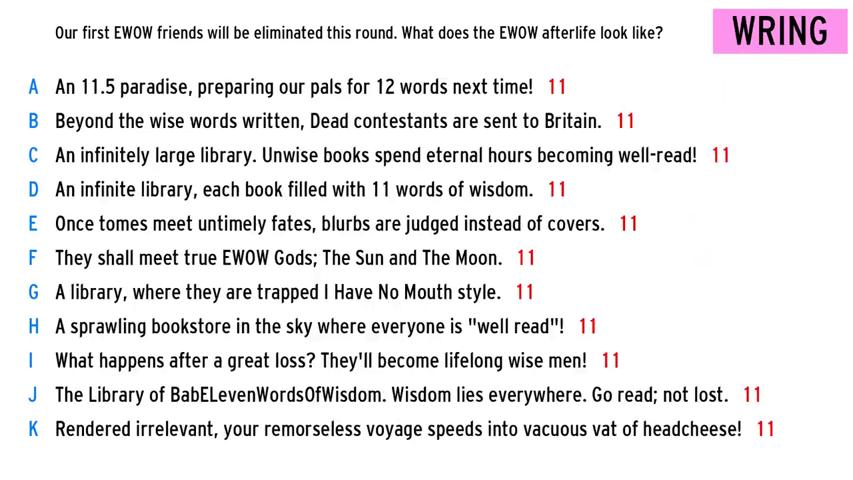 Our first EWOW friends will be eliminated this round. What does the EWOW afterlife look like?
WRING
A An 11.5 paradise, preparing our pals for 12 words next time! 11
B Beyond the wise words written, Dead contestants are sent to Britain. 11
C An infinitely large library. Unwise books spend eternal hours becoming well-read! 11
D An infinite library, each book filled with 11 words of wisdom. 11
E Once tomes meet untimely fates, blurbs are judged instead of covers. 11
F They shall meet true EWOW Gods; The Sun and The Moon. 11
G A library, where they are trapped I Have No Mouth style. 11
H A sprawling bookstore in the sky where everyone is "well read"! 11
I What happens after a great loss? They'll become lifelong wise men! 11
J The Library of BabELevenWordsOfWisdom. Wisdom lies everywhere. Go read; not lost. 11
K Rendered irrelevant, your remorseless voyage speeds into vacuous vat of headcheese! 11